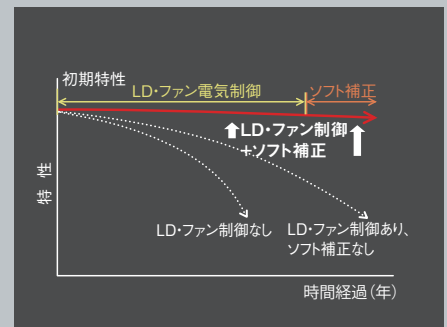 初期特性
LD・ファン電気制御
ソフト補正
LD・ファン制御
+ソフト補正
特性
LD・ファン制御なし
LD・ファン制御あり、
ソフト補正なし
時間経過(年)